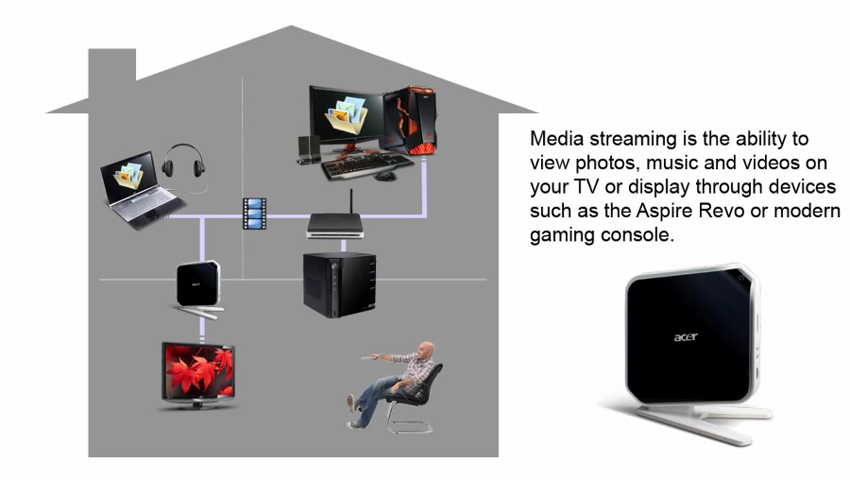 Media streaming is the ability to
view photos, music and videos on
your TV or display through devices
such as the Aspire Revo or modern
gaming console.
acer
acer